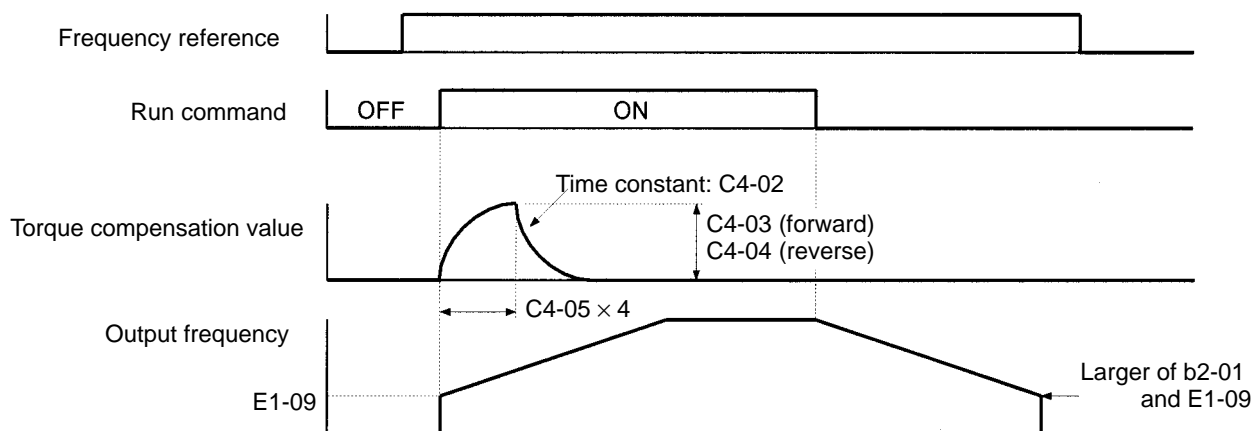 Frequency reference
Run command
OFF
ON
Time constant: C4-02
Torque compensation value
C4-03 (forward)
C4-04 (reverse)
C4-05 × 4
Output frequency
E1-09
Larger of b2-01
and E1-09